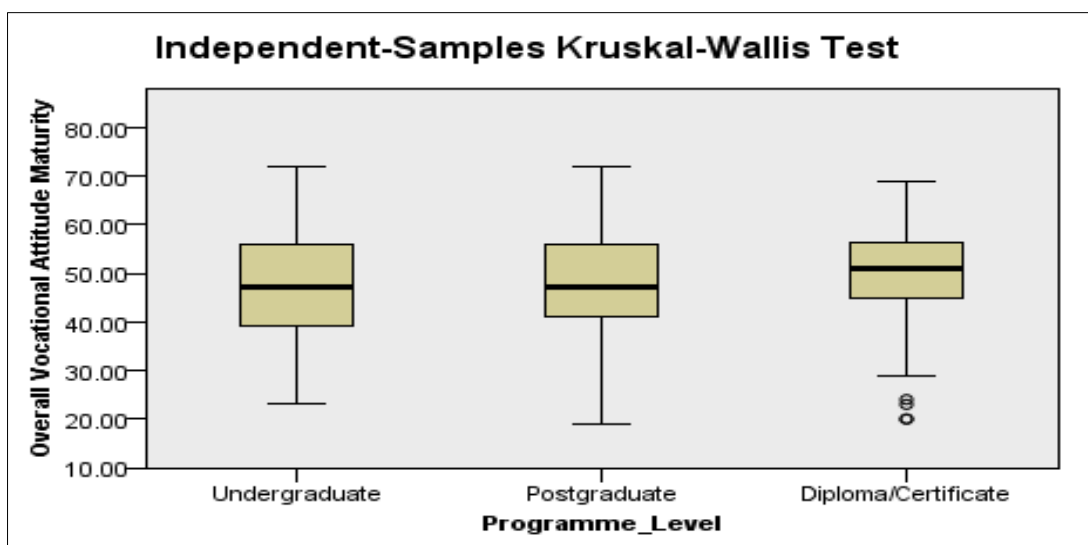 Independent-Samples Kruskal-Wallis Test
Overall Vocational Attitude Maturity
80.00
70.00
60.00
50.00
40.00
30.00
20.00
10.00
Undergraduate Postgraduate Diploma/Certificate
Programme_Level